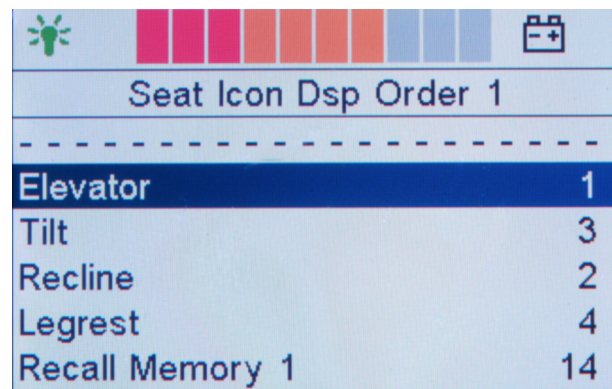 Seat Icon Dsp Order 1
- - - - - - - - - - - - - - - - - - - - - - -
Elevator 1
Tilt 3
Recline 2
Legrest 4
Recall Memory 1 14